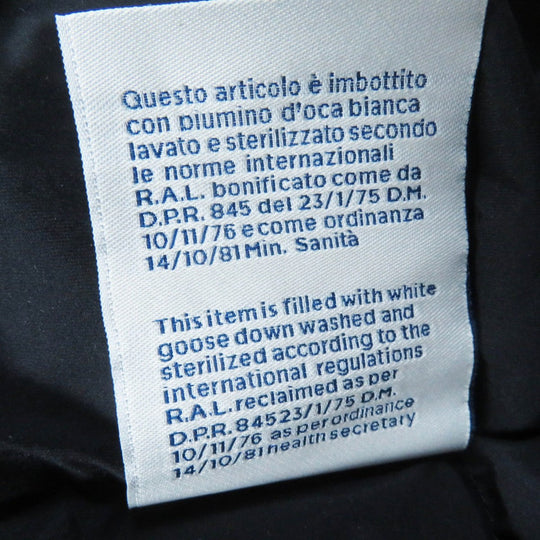 Questo articolo è imbottito
con piumino d'oca bianca
lavato e sterilizzato secondo
le norme internazionali
R.A.L. bonificato come da
D.P.R. 845 del 23/1/75 D.M.
10/11/76 e come ordinanza
14/10/81 Min. Sanità
This item is filled with white
goose down washed and
sterilized according to the
international regulations
R.A.L. reclaimed as per
D.P.R. 84523/1/75 D.M.
10/11/76 as per ordinance
14/10/81 health secretary